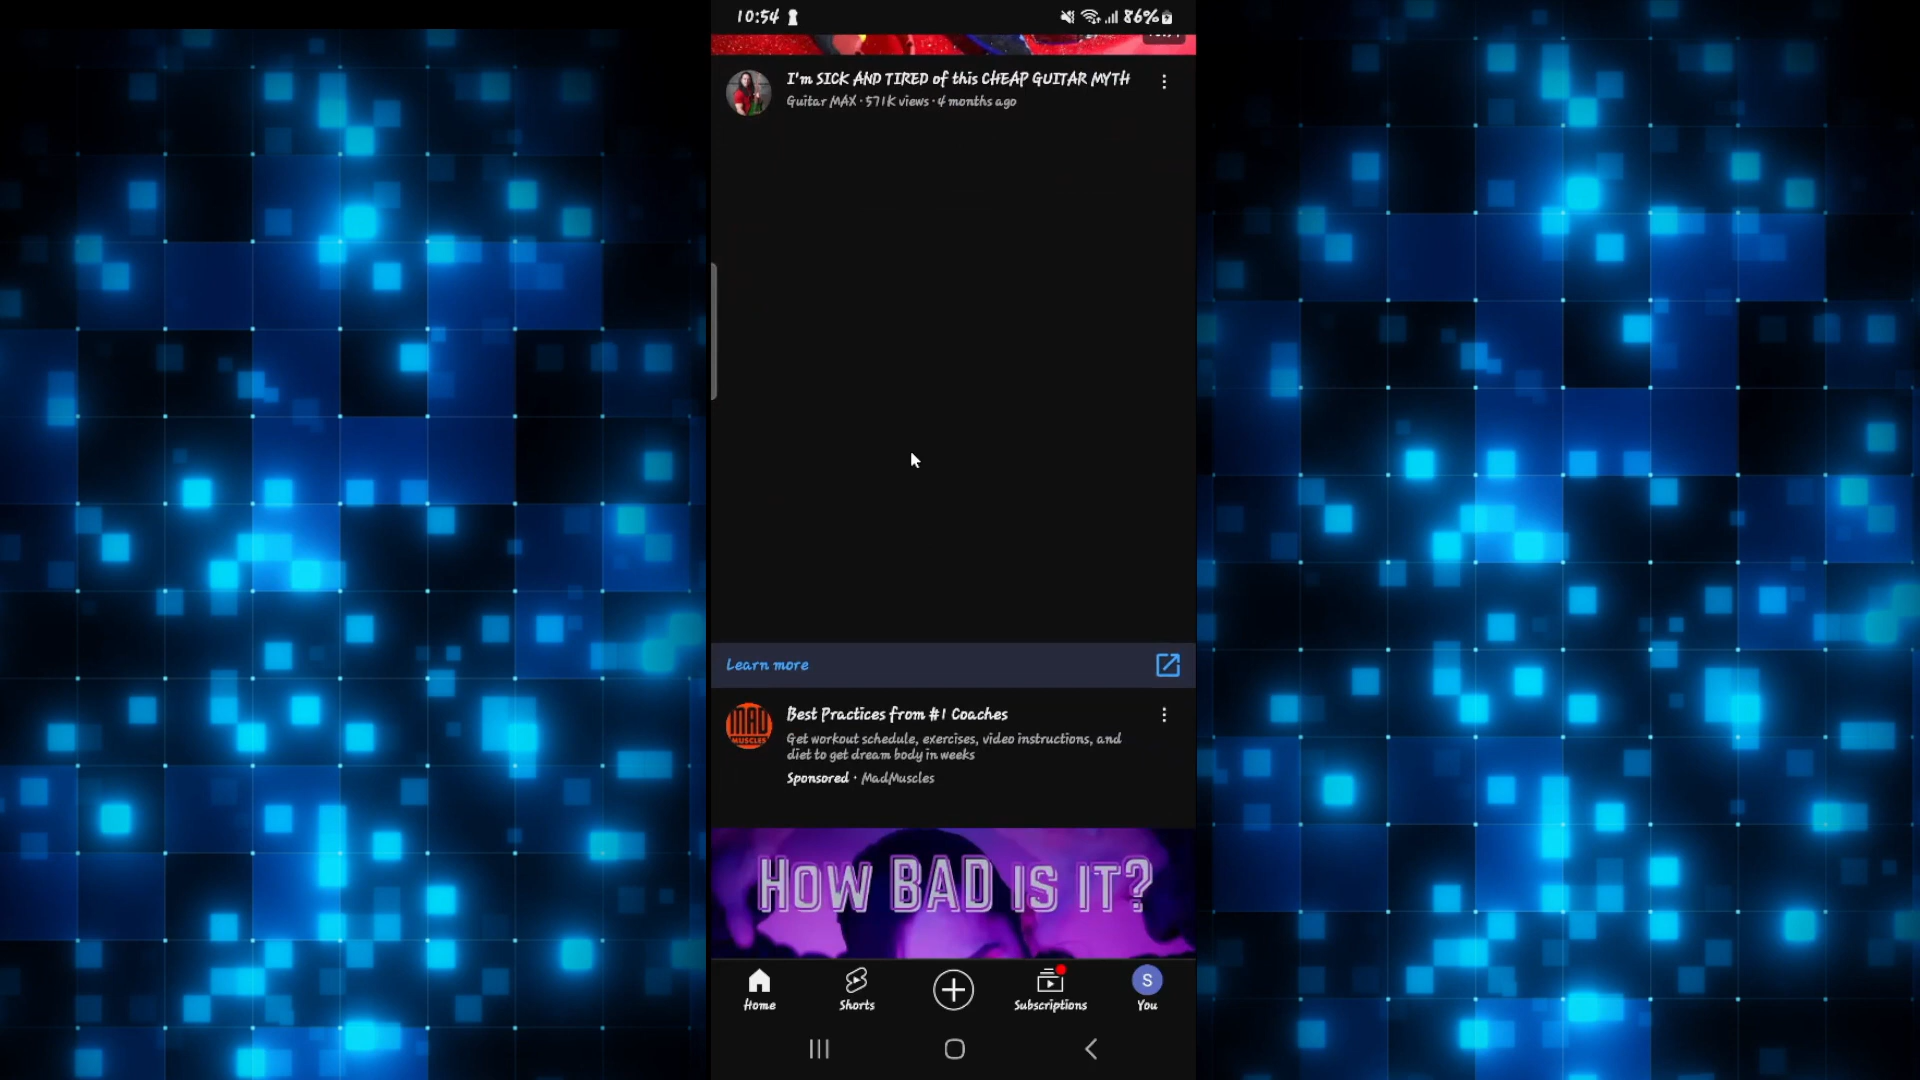 10:54
86%
I'm SICK AND TIRED of this CHEAP GUITAR MYTH
Guitar MAX · 571K views · 4 months ago
Learn more
MAD
MUSCLES
Best Practices from #1 Coaches
Get workout schedule, exercises, video instructions, and
diet to get dream body in weeks
Sponsored · MadMuscles
HOW BAD IS IT?
Home
Shorts
Subscriptions
S
You